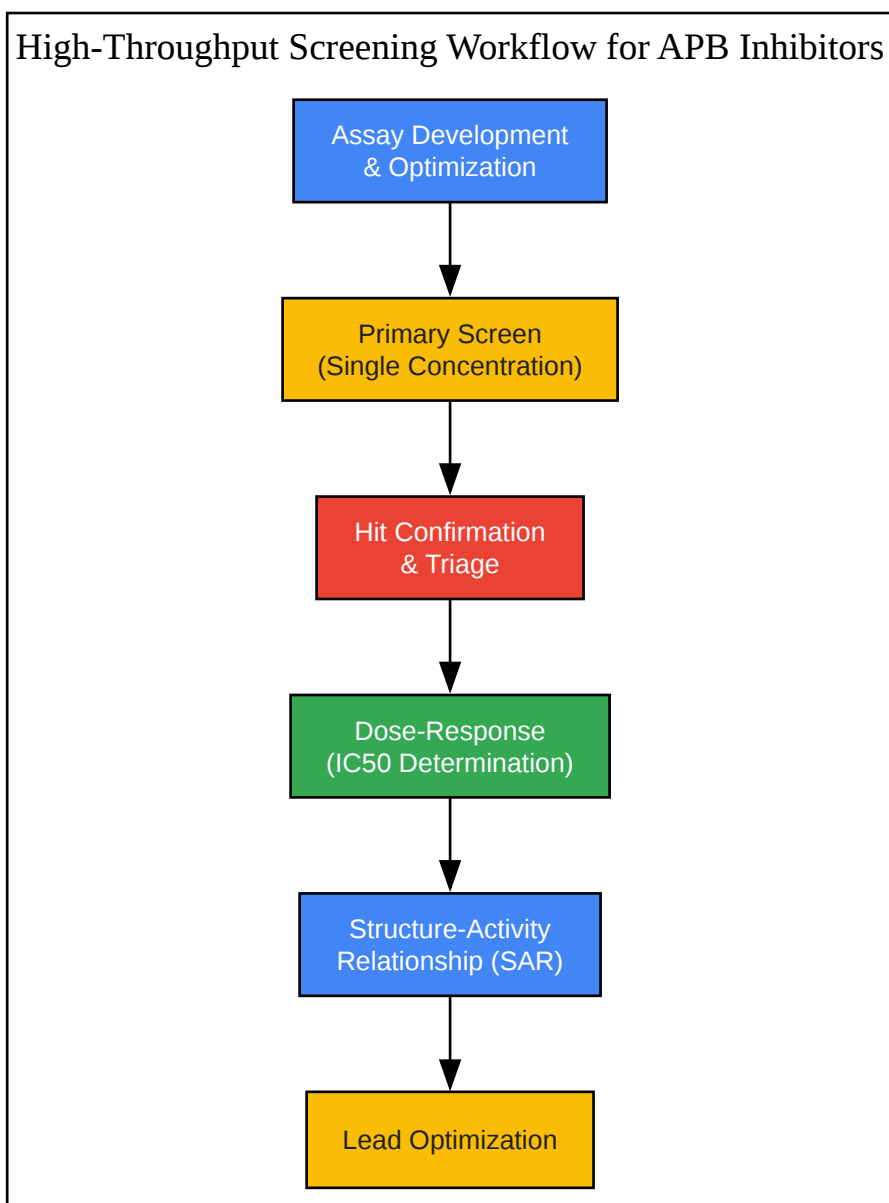 High-Throughput Screening Workflow for APB Inhibitors
Assay Development
& Optimization
Primary Screen
(Single Concentration)
Hit Confirmation
& Triage
Dose-Response
(IC50 Determination)
Structure-Activity
Relationship (SAR)
Lead Optimization